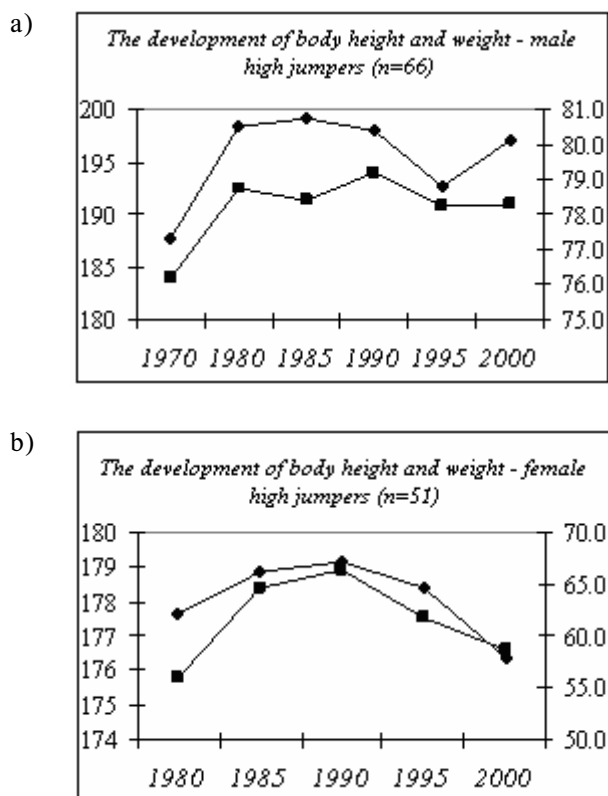 a)
The development of body height and weight - male
high jumpers (n=66)
200 81.0
195 80.0
190 79.0
185 78.0
180 77.0
76.0
75.0
1970 1980 1985 1990 1995 2000
b)
The development of body height and weight - female
high jumpers (n=51)
180 70.0
179 65.0
178 60.0
177 55.0
176 50.0
175
174
1980 1985 1990 1995 2000